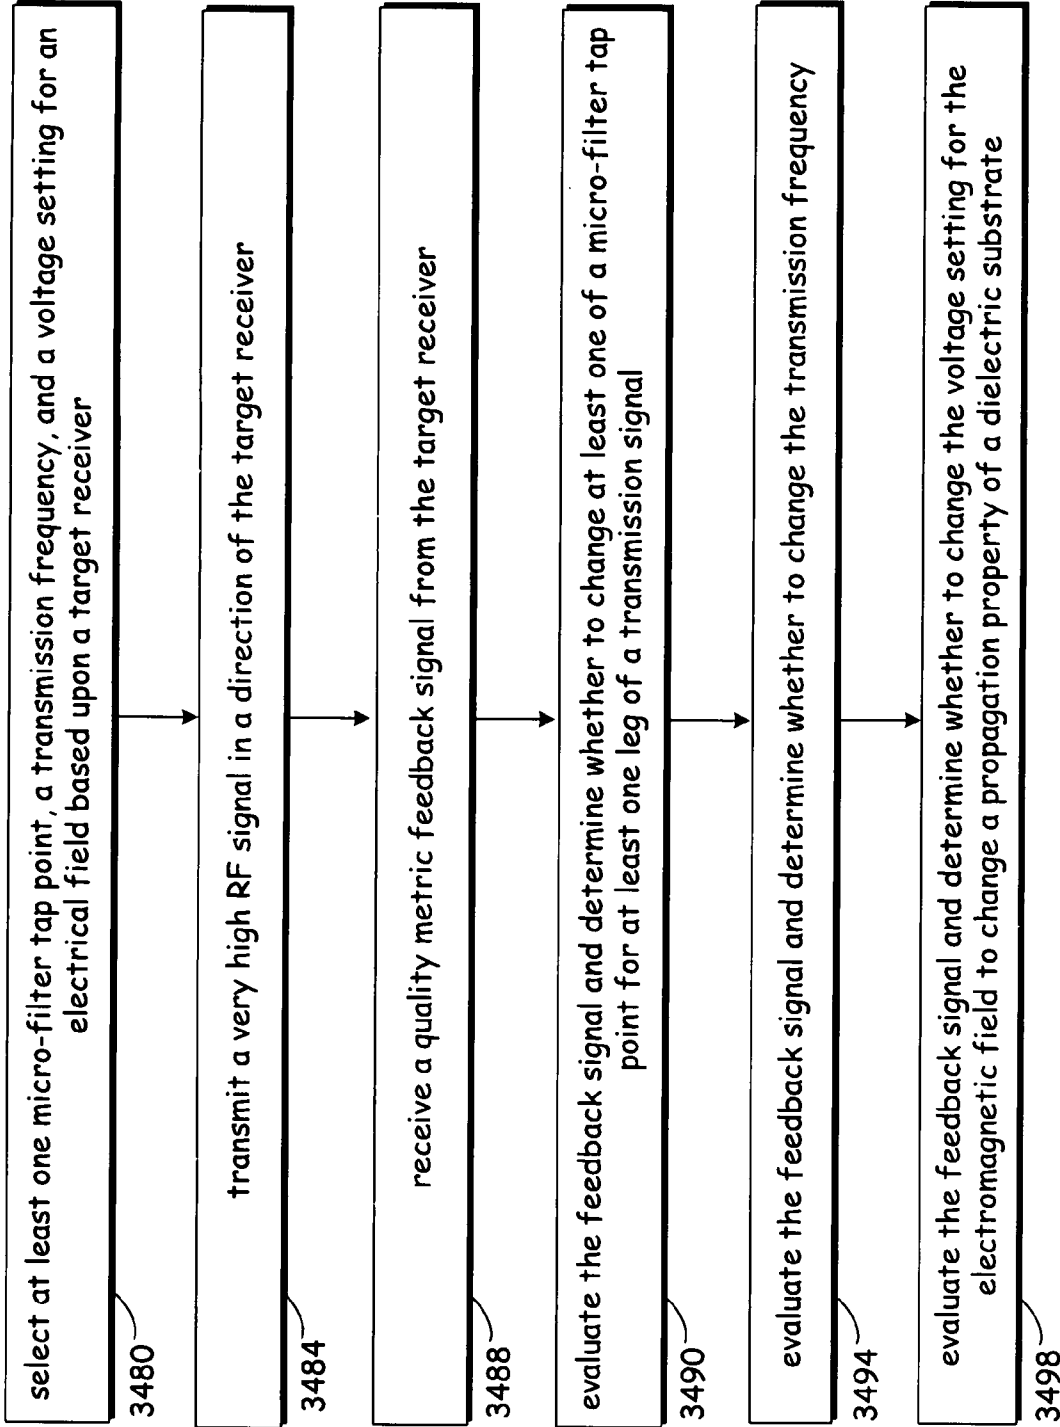 select at least one micro-filter tap point, a transmission frequency, and a voltage setting for an
electrical field based upon a target receiver
3480
transmit a very high RF signal in a direction of the target receiver
3484
receive a quality metric feedback signal from the target receiver
3488
evaluate the feedback signal and determine whether to change at least one of a micro-filter tap
point for at least one leg of a transmission signal
3490
evaluate the feedback signal and determine whether to change the transmission frequency
3494
evaluate the feedback signal and determine whether to change the voltage setting for the
electromagnetic field to change a propagation property of a dielectric substrate
3498